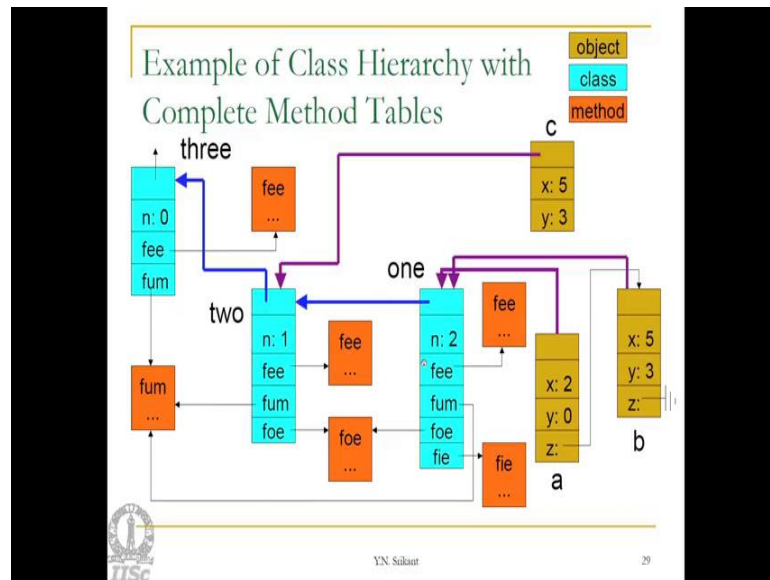 Example of Class Hierarchy with
Complete Method Tables
object
class
method
c
x: 5
y: 3
three
n: 0
fee
fum
fee
...
two
n: 1
fee
fum
foe
fee
...
foe
...
fum
...
one
n: 2
fee
fum
foe
fie
fee
...
fie
...
x: 2
y: 0
z:
a
x: 5
y: 3
z:
b
IISc
Y.N. Srikant
29